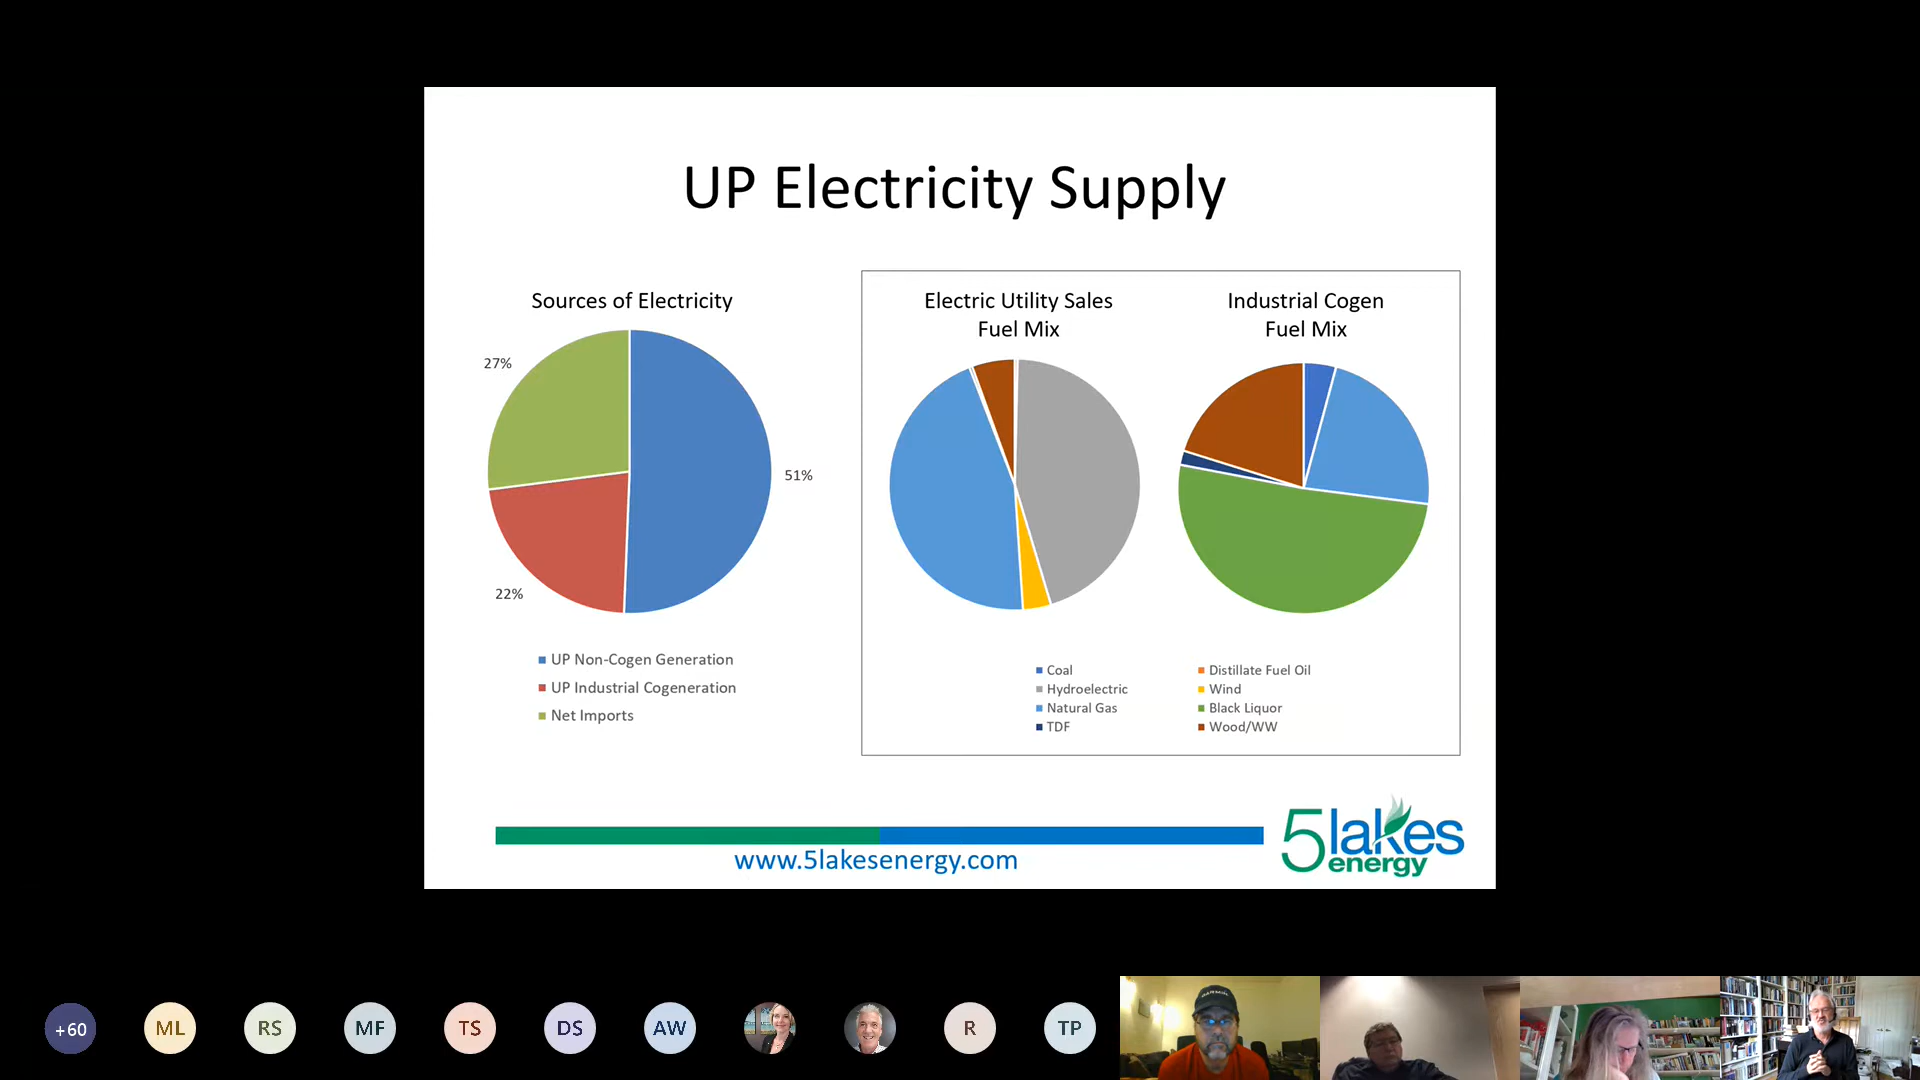 UP Electricity Supply
Sources of Electricity
27%
51%
22%
UP Non-Cogen Generation
UP Industrial Cogeneration
Net Imports
Electric Utility Sales
Fuel Mix
Industrial Cogen
Fuel Mix
Coal
Distillate Fuel Oil
Hydroelectric
Wind
Natural Gas
Black Liquor
TDF
Wood/WW
www.5lakesenergy.com
5lakes
energy
+60
ML
RS
MF
TS
DS
AW
R
TP